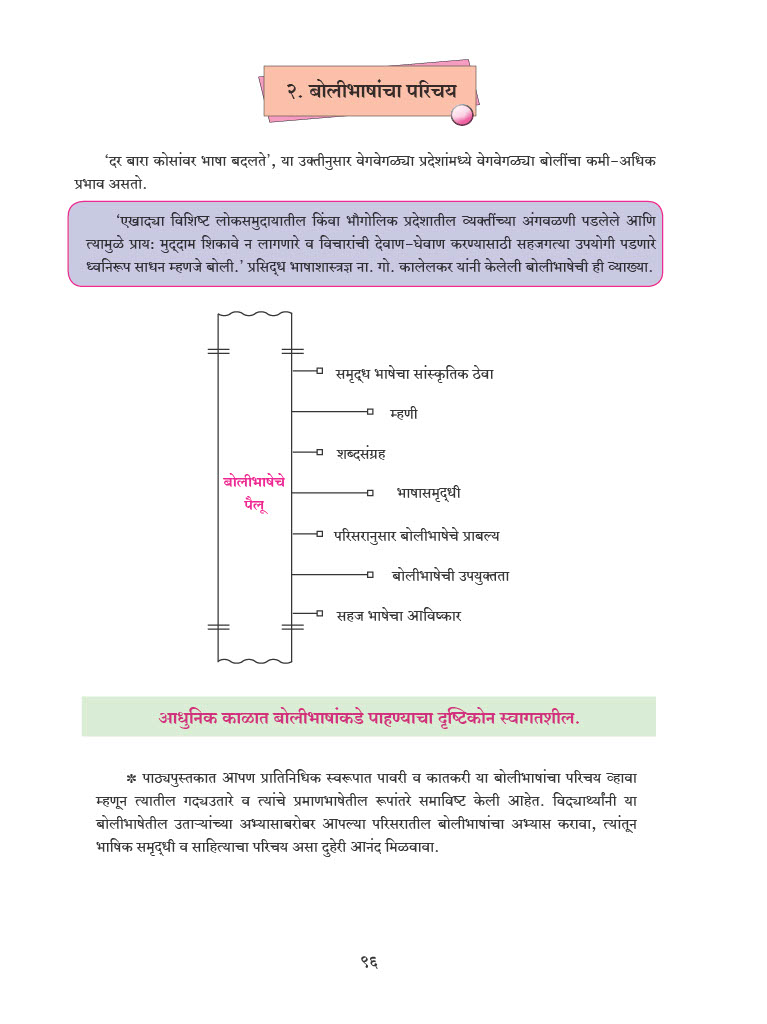 २. बोलीभाषांचा परिचय
‘दर बारा कोसांवर भाषा बदलते’, या उक्तीनुसार वेगवेगळ्या प्रदेशांमध्ये वेगवेगळ्या बोलींचा कमी-अधिक
प्रभाव असतो.
‘एखाद्या विशिष्ट लोकसमुदायातील किंवा भौगोलिक प्रदेशातील व्यक्तींच्या अंगवळणी पडलेले आणि
त्यामुळे प्राय: मुद्दाम शिकावे न लागणारे व विचारांची देवाण-घेवाण करण्यासाठी सहजगत्या उपयोगी पडणारे
ध्वनिरूप साधन म्हणजे बोली.’ प्रसिद्ध भाषाशास्त्रज्ञ ना. गो. कालेलकर यांनी केलेली बोलीभाषेची ही व्याख्या.
समृद्ध भाषेचा सांस्कृतिक ठेवा
म्हणी
शब्दसंग्रह
बोलीभाषेचे
पैलू
भाषासमृद्धी
परिसरानुसार बोलीभाषेचे प्राबल्य
बोलीभाषेची उपयुक्तता
सहज भाषेचा आविष्कार
आधुनिक काळात बोलीभाषांकडे पाहण्याचा दृष्टिकोन स्वागतशील.
✽ पाठ्यपुस्तकात आपण प्रातिनिधिक स्वरूपात पावरी व कातकरी या बोलीभाषांचा परिचय व्हावा
म्हणून त्यातील गद्यउतारे व त्यांचे प्रमाणभाषेतील रूपांतरे समाविष्ट केली आहेत. विद्यार्थ्यांनी या
बोलीभाषेतील उताऱ्यांच्या अभ्यासाबरोबर आपल्या परिसरातील बोलीभाषांचा अभ्यास करावा, त्यांतून
भाषिक समृद्धी व साहित्याचा परिचय असा दुहेरी आनंद मिळवावा.
९६